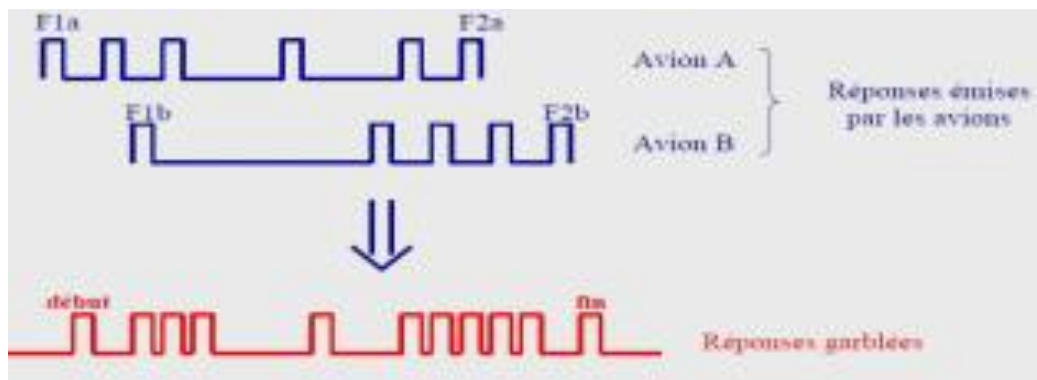 F1a
F2a
Avion A
F1b
F2b
Avion B
Réponses émises
par les avions
début
fin
Réponses garblées